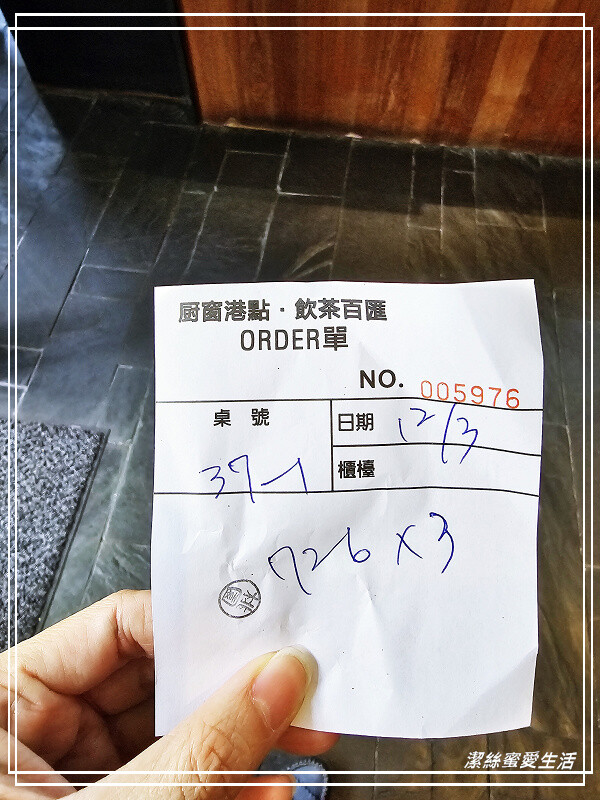 厨窗港點·飲茶百匯
ORDER單
NO. 005976
桌 號
日期 12/3
37-1
櫃檯
726 x 3
潔絲蜜愛生活